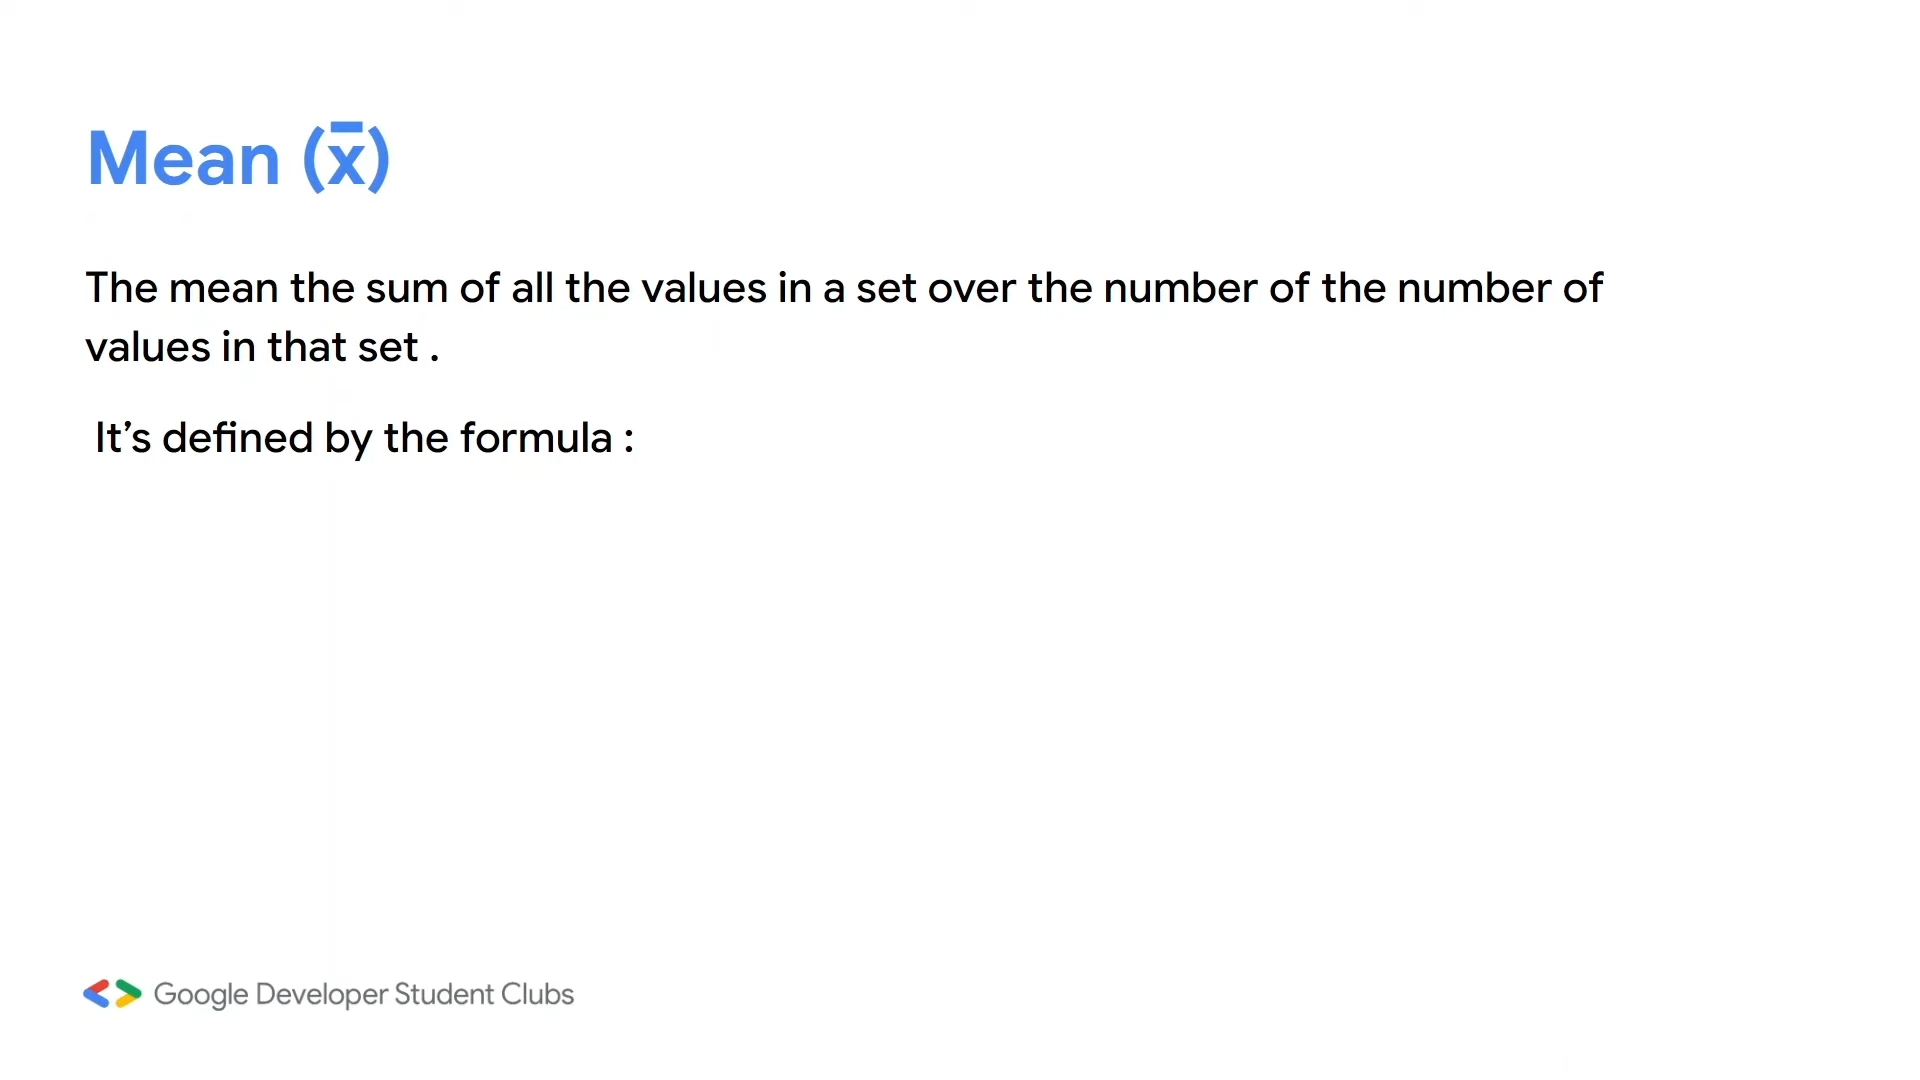 Mean (x̄)
The mean the sum of all the values in a set over the number of the number of
values in that set .
It’s defined by the formula :
Google Developer Student Clubs